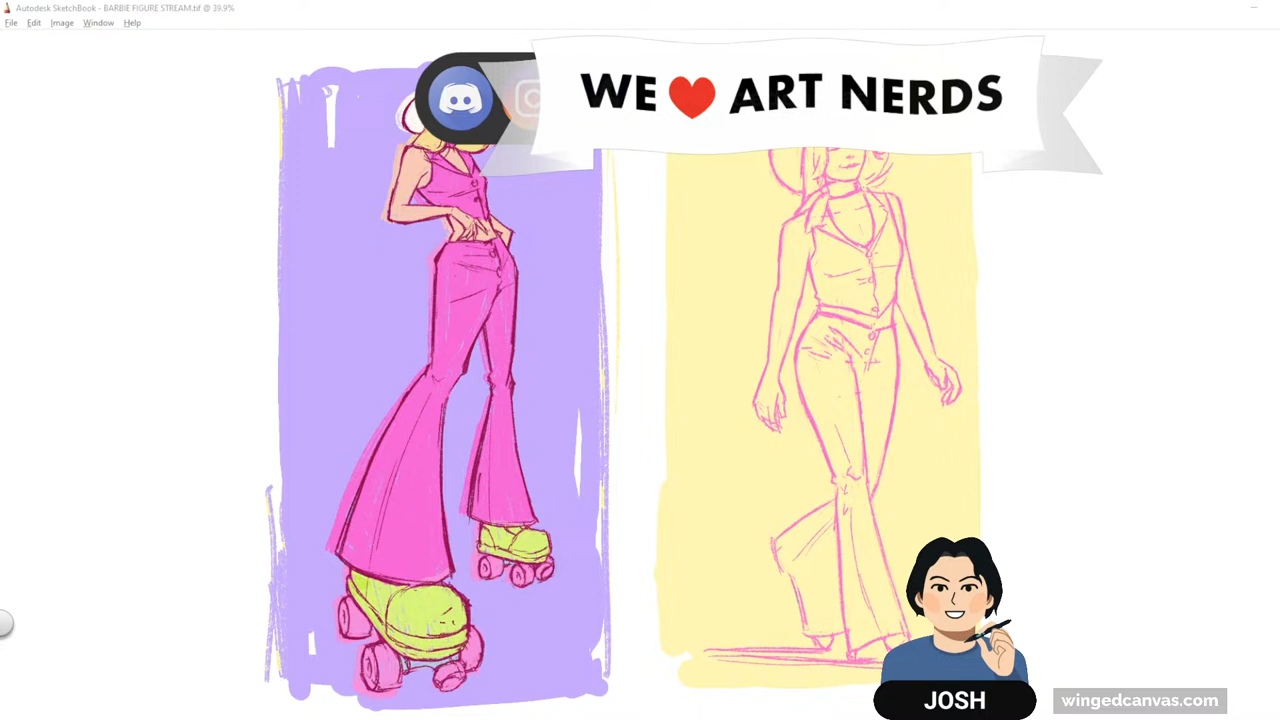 Autodesk SketchBook - BARBIE FIGURE STREAM.tif @ 39.9%
File Edit Image Window Help
WE ❤ ART NERDS
JOSH
wingedcanvas.com